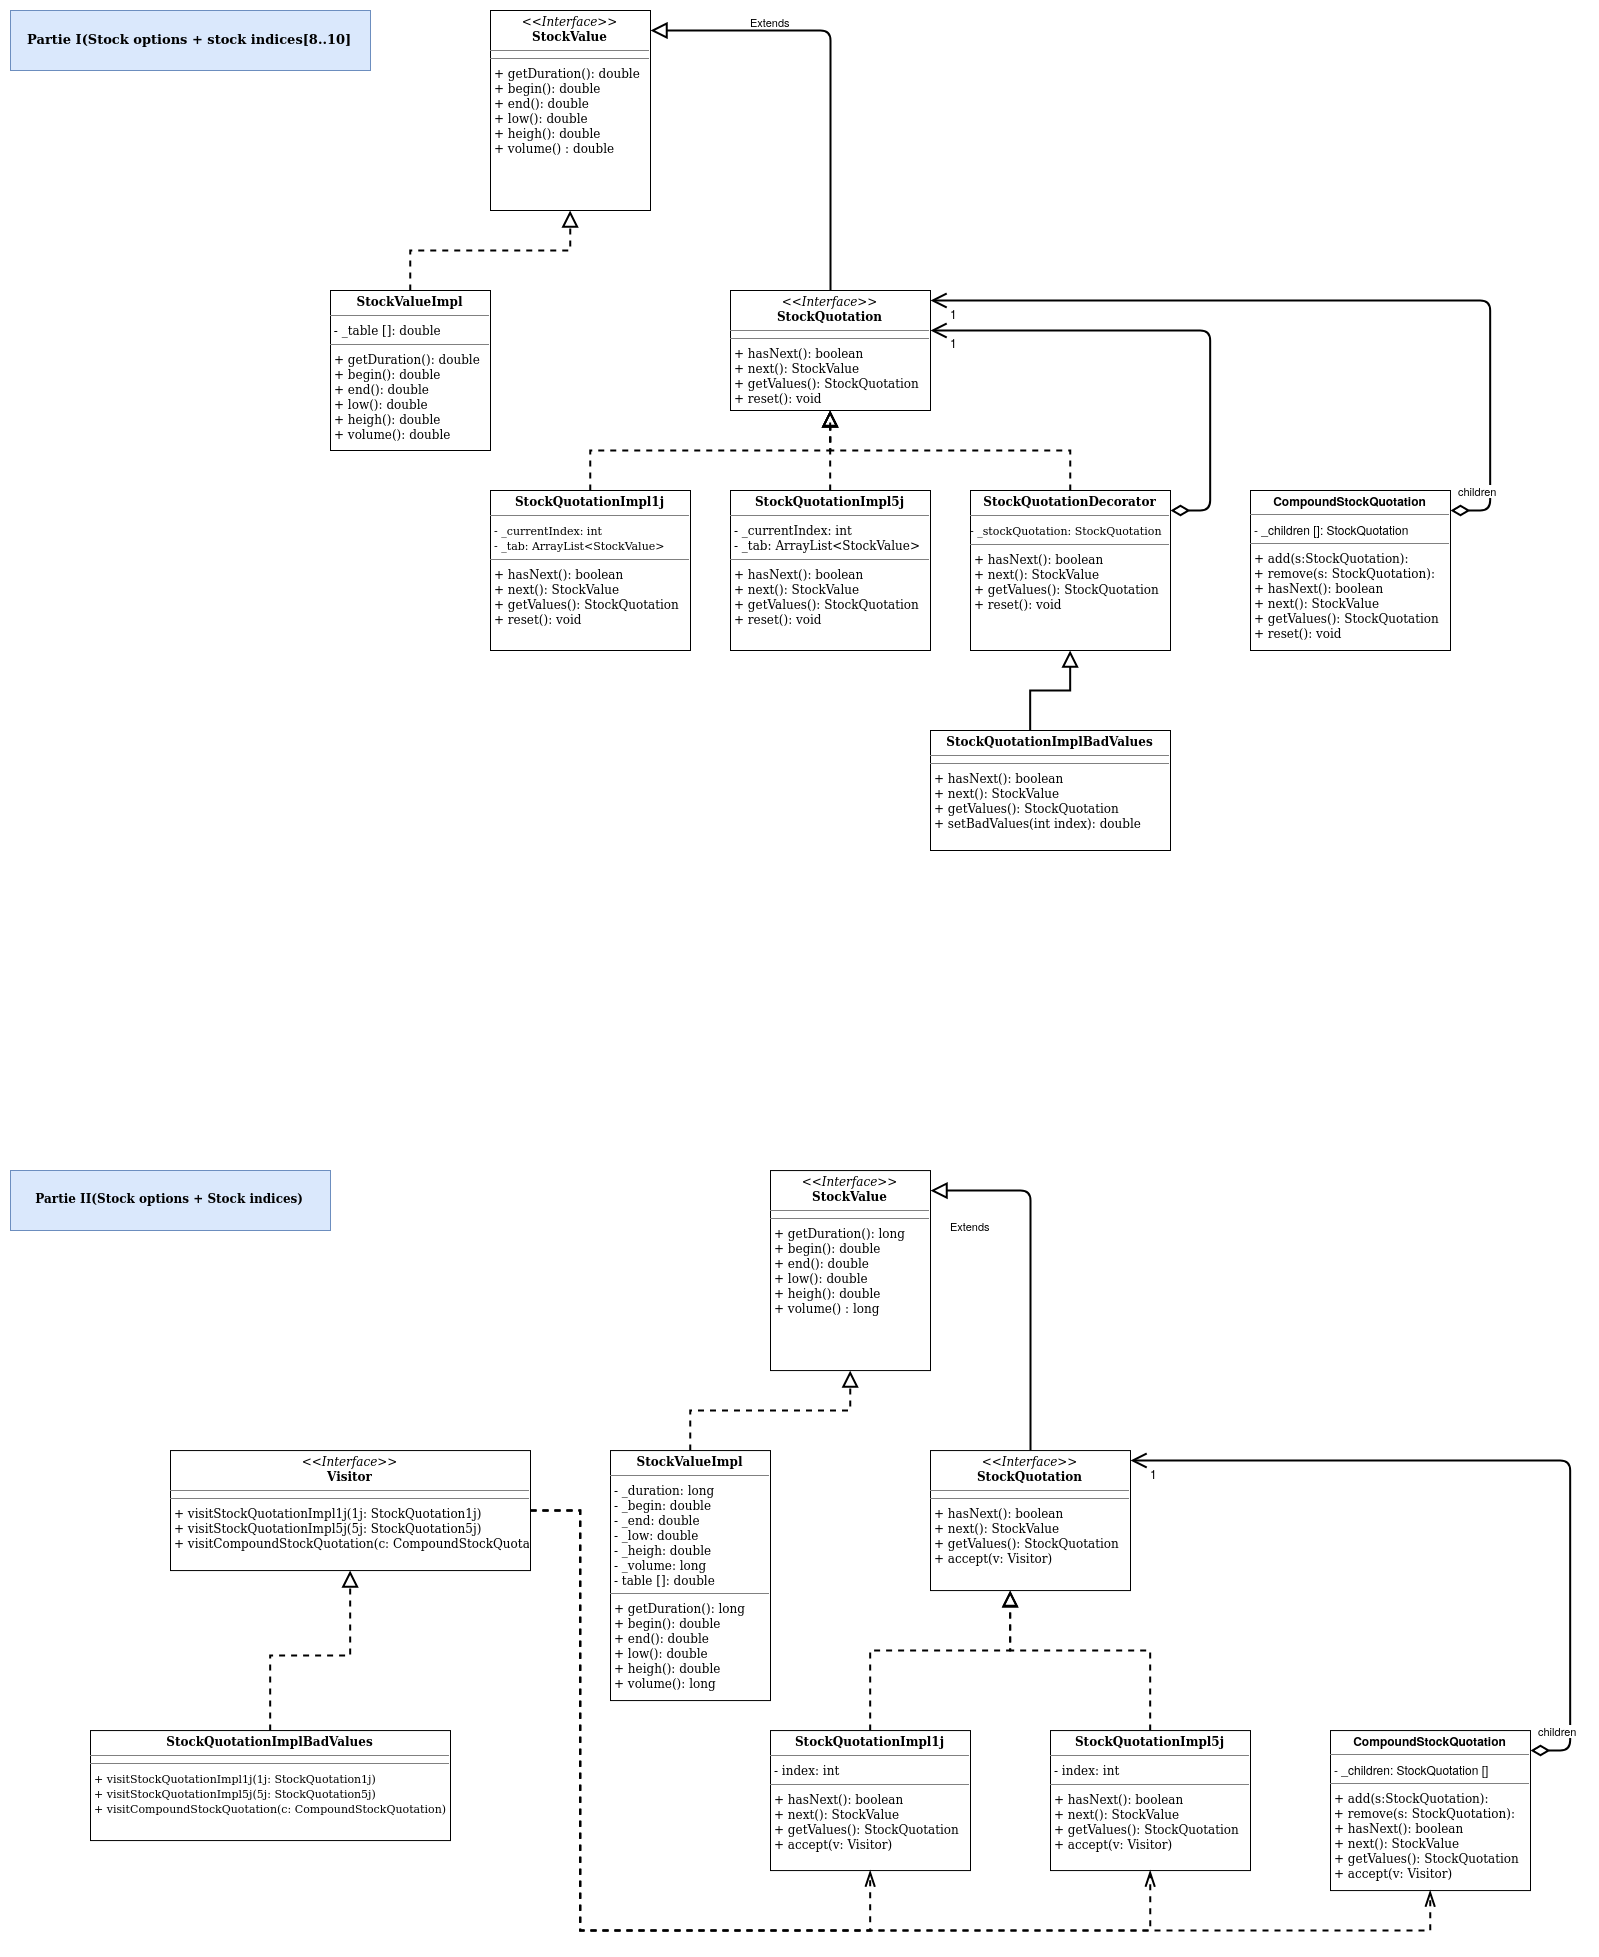 Partie I(Stock options + stock indices[8..10]
<<Interface>>
StockValue
+ getDuration(): double
+ begin(): double
+ end(): double
+ low(): double
+ heigh(): double
+ volume() : double
Extends
StockValueImpl
- _table []: double
+ getDuration(): double
+ begin(): double
+ end(): double
+ low(): double
+ heigh(): double
+ volume(): double
<<Interface>>
StockQuotation
+ hasNext(): boolean
+ next(): StockValue
+ getValues(): StockQuotation
+ reset(): void
1
1
StockQuotationImpl1j
- _currentIndex: int
- _tab: ArrayList<StockValue>
+ hasNext(): boolean
+ next(): StockValue
+ getValues(): StockQuotation
+ reset(): void
StockQuotationImpl5j
- _currentIndex: int
- _tab: ArrayList<StockValue>
+ hasNext(): boolean
+ next(): StockValue
+ getValues(): StockQuotation
+ reset(): void
StockQuotationDecorator
- _stockQuotation: StockQuotation
+ hasNext(): boolean
+ next(): StockValue
+ getValues(): StockQuotation
+ reset(): void
children
CompoundStockQuotation
- _children []: StockQuotation
+ add(s:StockQuotation):
+ remove(s: StockQuotation):
+ hasNext(): boolean
+ next(): StockValue
+ getValues(): StockQuotation
+ reset(): void
StockQuotationImplBadValues
+ hasNext(): boolean
+ next(): StockValue
+ getValues(): StockQuotation
+ setBadValues(int index): double
Partie II(Stock options + Stock indices)
<<Interface>>
StockValue
+ getDuration(): long
+ begin(): double
+ end(): double
+ low(): double
+ heigh(): double
+ volume() : long
Extends
<<Interface>>
Visitor
+ visitStockQuotationImpl1j(1j: StockQuotation1j)
+ visitStockQuotationImpl5j(5j: StockQuotation5j)
+ visitCompoundStockQuotation(c: CompoundStockQuota
StockValueImpl
- _duration: long
- _begin: double
- _end: double
- _low: double
- _heigh: double
- _volume: long
- table []: double
+ getDuration(): long
+ begin(): double
+ end(): double
+ low(): double
+ heigh(): double
+ volume(): long
<<Interface>>
StockQuotation
+ hasNext(): boolean
+ next(): StockValue
+ getValues(): StockQuotation
+ accept(v: Visitor)
1
StockQuotationImplBadValues
+ visitStockQuotationImpl1j(1j: StockQuotation1j)
+ visitStockQuotationImpl5j(5j: StockQuotation5j)
+ visitCompoundStockQuotation(c: CompoundStockQuotation)
StockQuotationImpl1j
- index: int
+ hasNext(): boolean
+ next(): StockValue
+ getValues(): StockQuotation
+ accept(v: Visitor)
StockQuotationImpl5j
- index: int
+ hasNext(): boolean
+ next(): StockValue
+ getValues(): StockQuotation
+ accept(v: Visitor)
children
CompoundStockQuotation
- _children: StockQuotation []
+ add(s:StockQuotation):
+ remove(s: StockQuotation):
+ hasNext(): boolean
+ next(): StockValue
+ getValues(): StockQuotation
+ accept(v: Visitor)